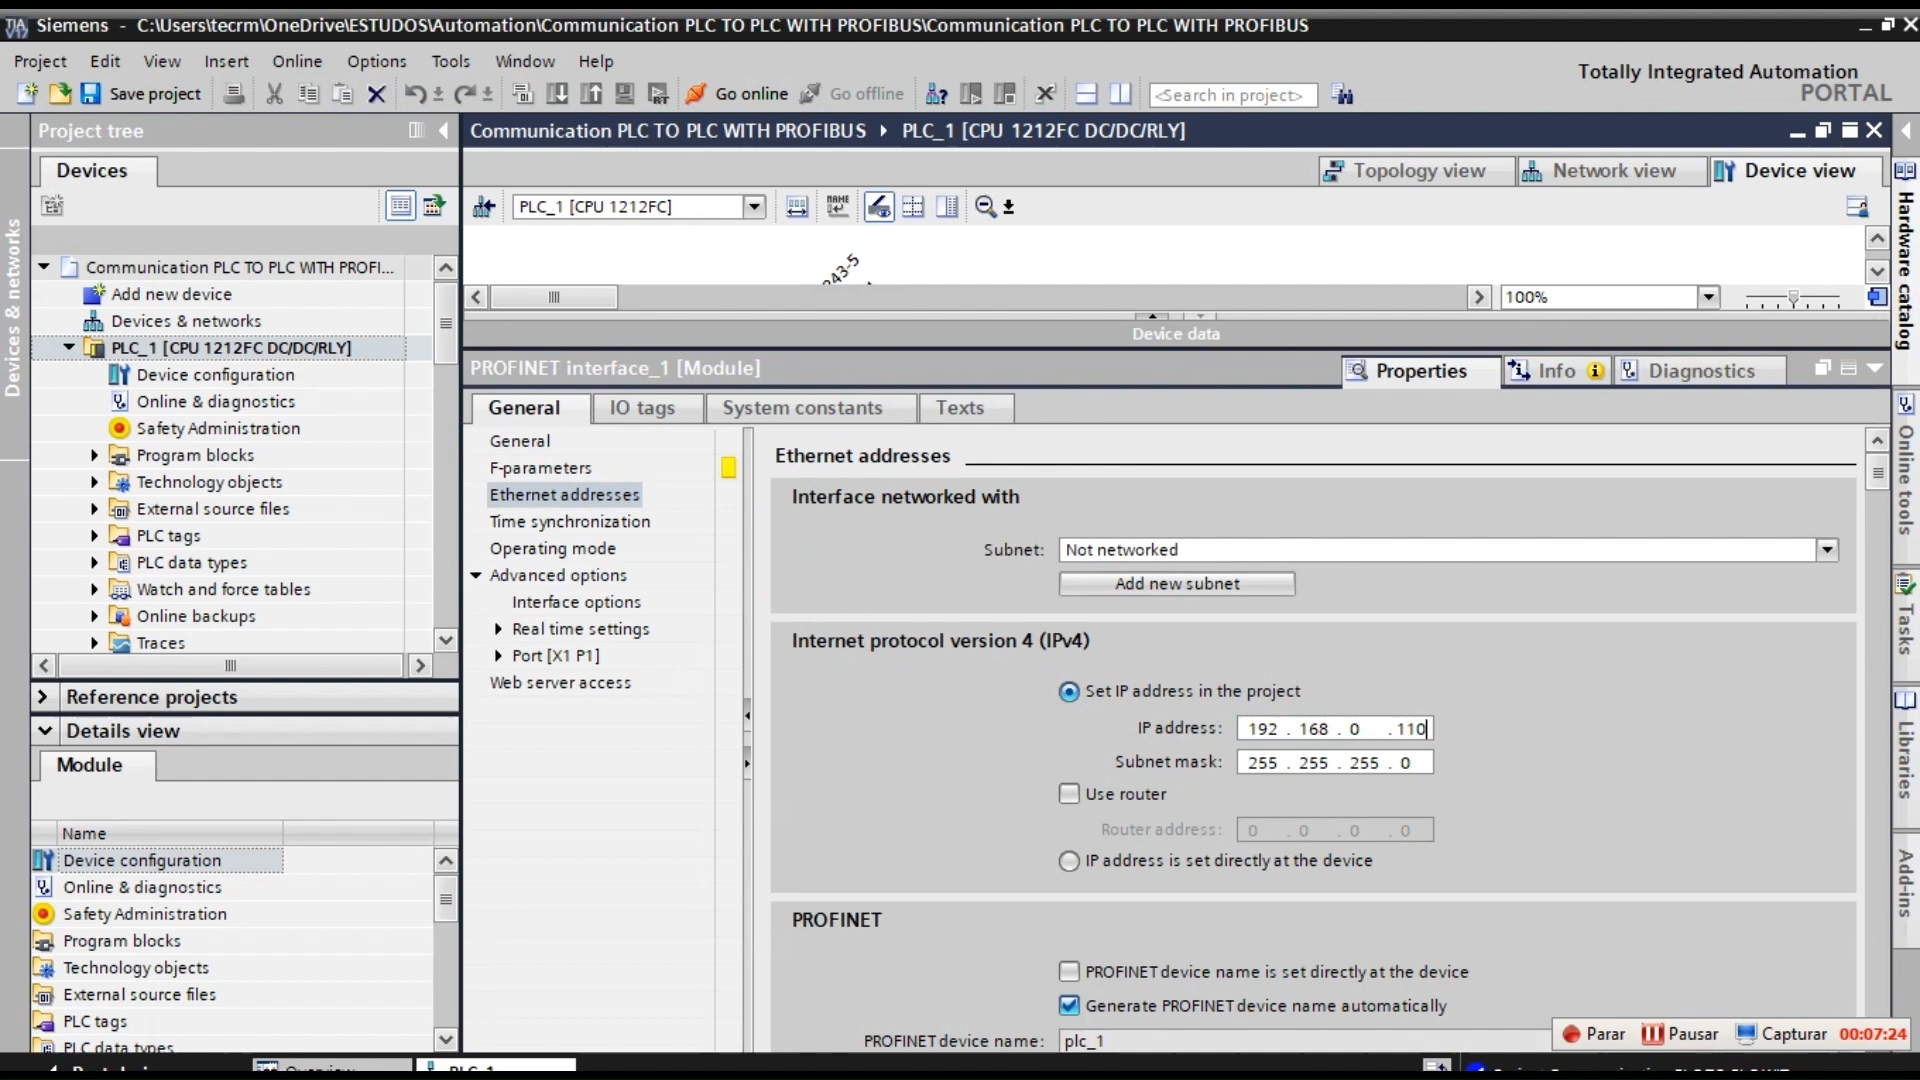 Siemens - C:\Users\tecrm\OneDrive\ESTUDOS\Automation\Communication PLC TO PLC WITH PROFIBUS\Communication PLC TO PLC WITH PROFIBUS
Project Edit View Insert Online Options Tools Window Help
Totally Integrated Automation
PORTAL
Save project Go online Go offline <Search in project>
Project tree
Communication PLC TO PLC WITH PROFIBUS PLC_1 [CPU 1212FC DC/DC/RLY]
Devices
Topology view Network view Device view
PLC_1 [CPU 1212FC]
NAME
Devices & networks
Communication PLC TO PLC WITH PROFI...
Add new device
Devices & networks
PLC_1 [CPU 1212FC DC/DC/RLY]
Device configuration
Online & diagnostics
Safety Administration
Program blocks
Technology objects
External source files
PLC tags
PLC data types
Watch and force tables
Online backups
Traces
Reference projects
Details view
Module
Name
Device configuration
Online & diagnostics
Safety Administration
Program blocks
Technology objects
External source files
PLC tags
PLC data types
100%
Device data
PROFINET interface_1 [Module]
Properties Info Diagnostics
General IO tags System constants Texts
General
F-parameters
Ethernet addresses
Time synchronization
Operating mode
Advanced options
Interface options
Real time settings
Port [X1 P1]
Web server access
Ethernet addresses
Interface networked with
Subnet: Not networked
Add new subnet
Internet protocol version 4 (IPv4)
Set IP address in the project
IP address: 192 . 168 . 0 . 110
Subnet mask: 255 . 255 . 255 . 0
Use router
Router address: 0 . 0 . 0 . 0
IP address is set directly at the device
PROFINET
PROFINET device name is set directly at the device
Generate PROFINET device name automatically
PROFINET device name: plc_1
Hardware catalog
Online tools
Tasks
Libraries
Add-ins
Parar Pausar Capturar 00:07:24